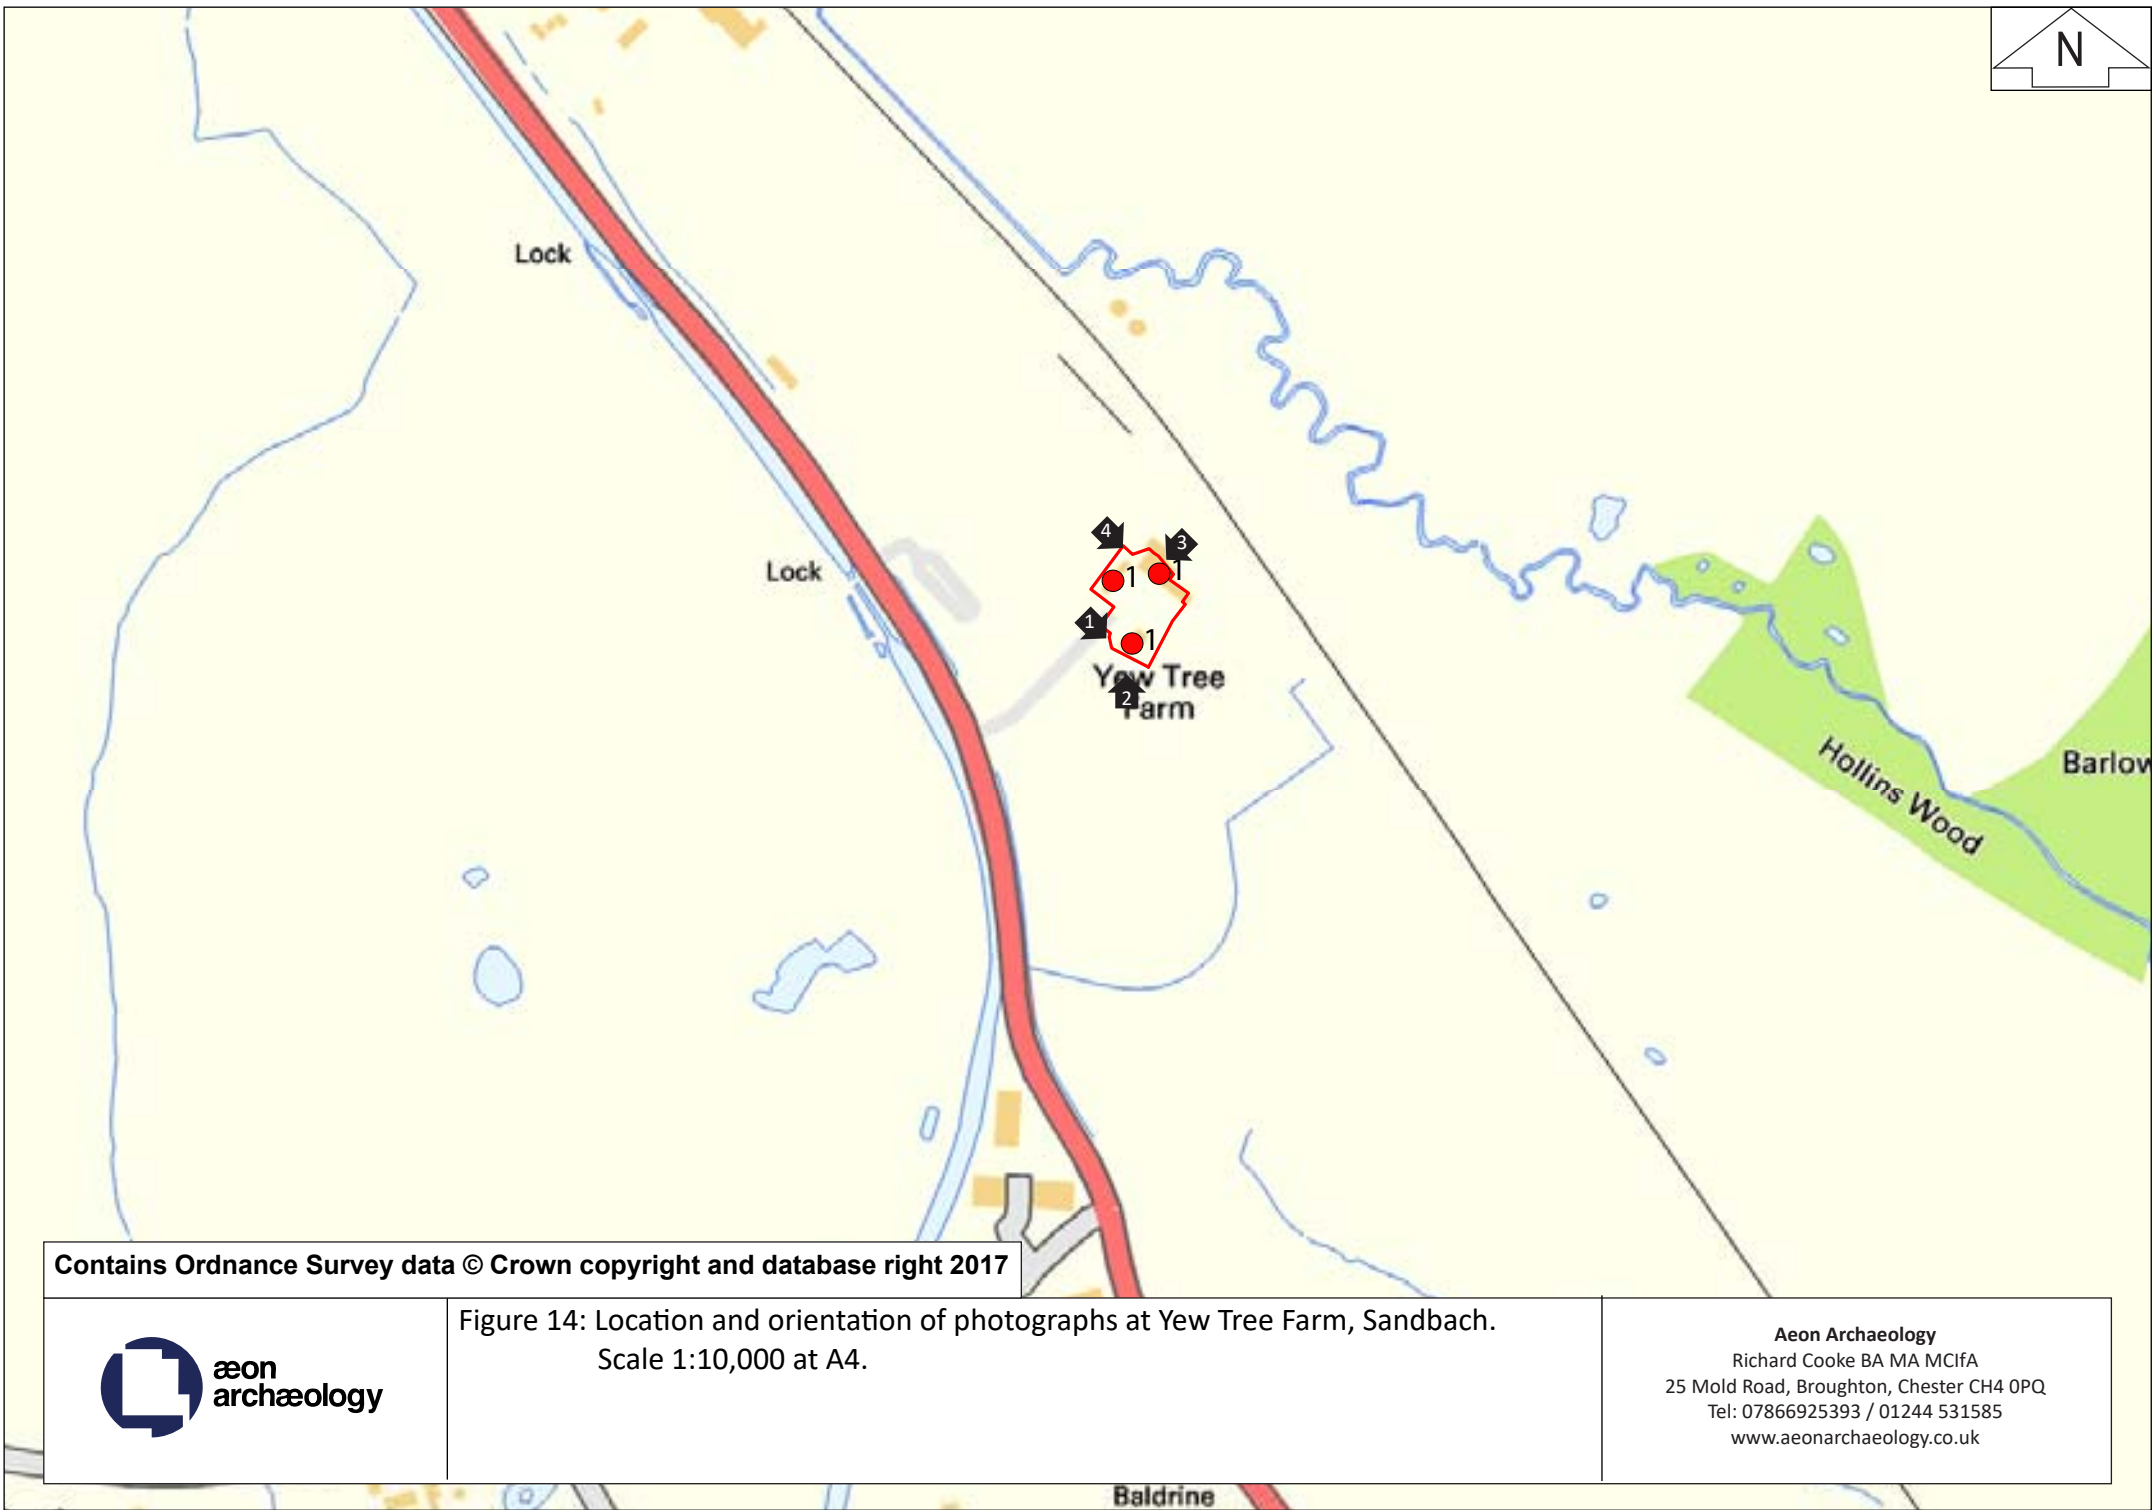 N
Lock
Lock
4
3
1
1
1
1
Yew Tree
Farm
2
Hollins Wood
Barlow
Contains Ordnance Survey data © Crown copyright and database right 2017
æon
archæology
Figure 14: Location and orientation of photographs at Yew Tree Farm, Sandbach.
Scale 1:10,000 at A4.
Aeon Archaeology
Richard Cooke BA MA MCIfA
25 Mold Road, Broughton, Chester CH4 0PQ
Tel: 07866925393 / 01244 531585
www.aeonarchaeology.co.uk
Baldrine